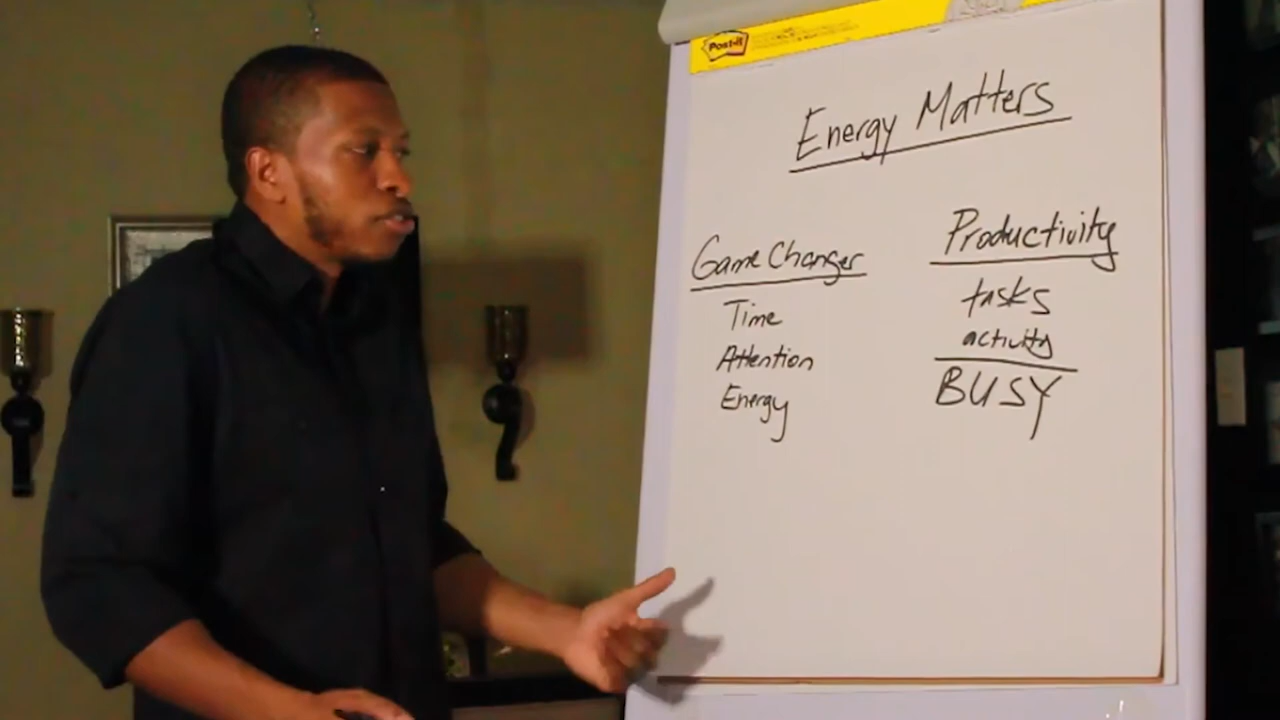 Post-it
Energy Matters
Game Changer
Time
Attention
Energy
Productivity
tasks
activity
BUSY